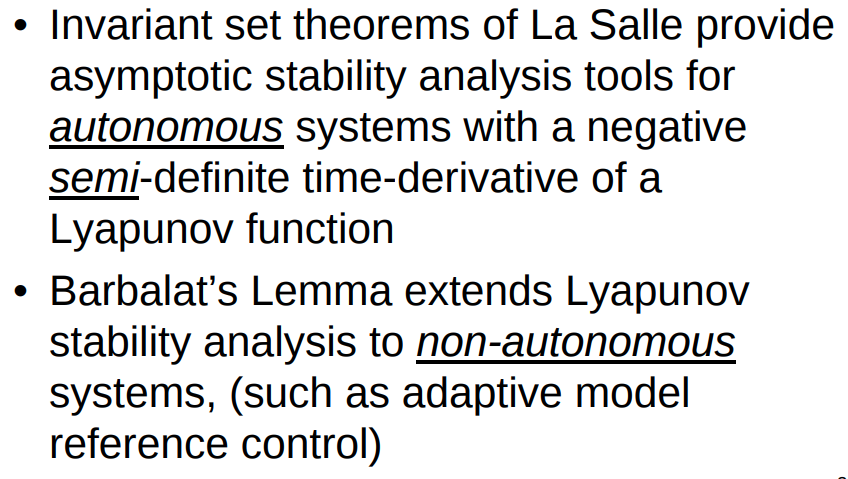 • Invariant set theorems of La Salle provide
asymptotic stability analysis tools for
autonomous systems with a negative
semi-definite time-derivative of a
Lyapunov function
• Barbalat’s Lemma extends Lyapunov
stability analysis to non-autonomous
systems, (such as adaptive model
reference control)